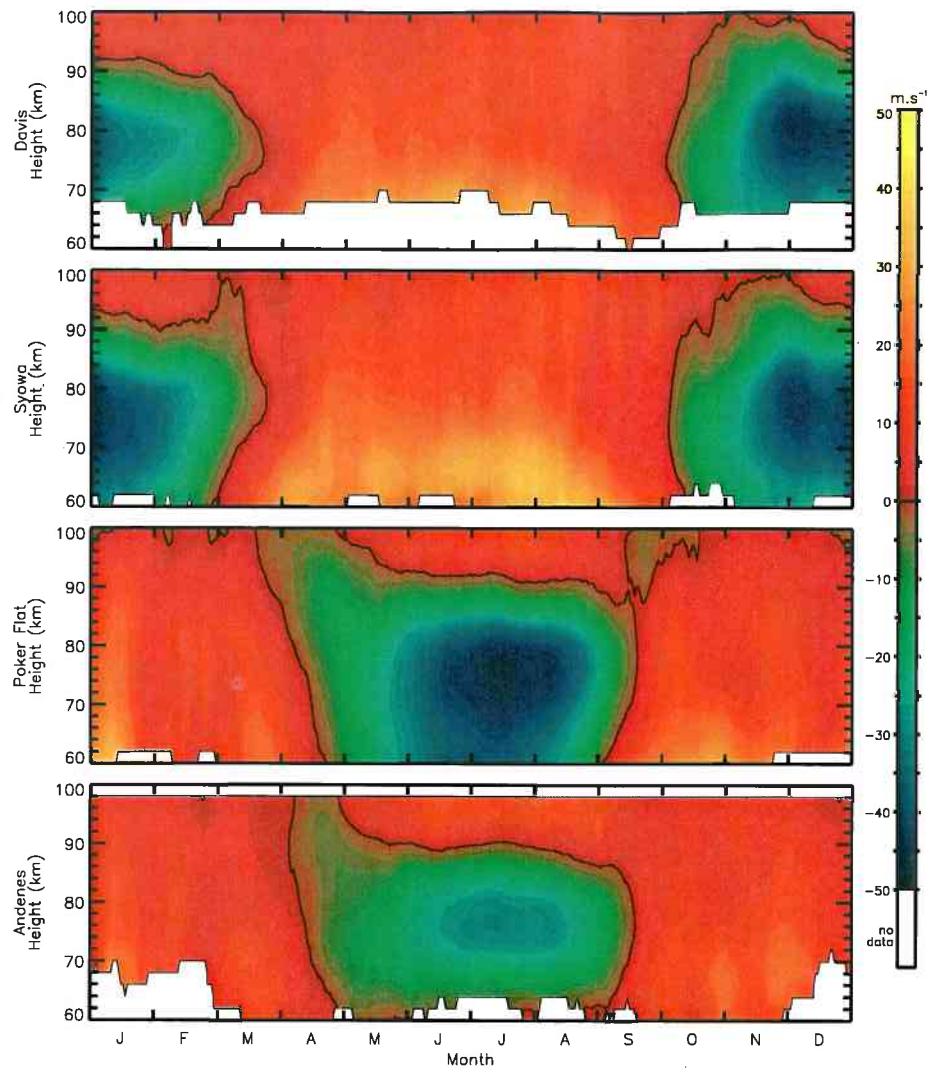 100
90
80
70
60
Davis
Height (km)
100
90
80
70
60
Syowa
Height (km)
100
90
80
70
60
Poker Flat
Height (km)
100
90
80
70
60
Andenes
Height (km)
J F M A M J J A S O N D
Month
m.s⁻¹
50
40
30
20
10
0
-10
-20
-30
-40
-50
no
data